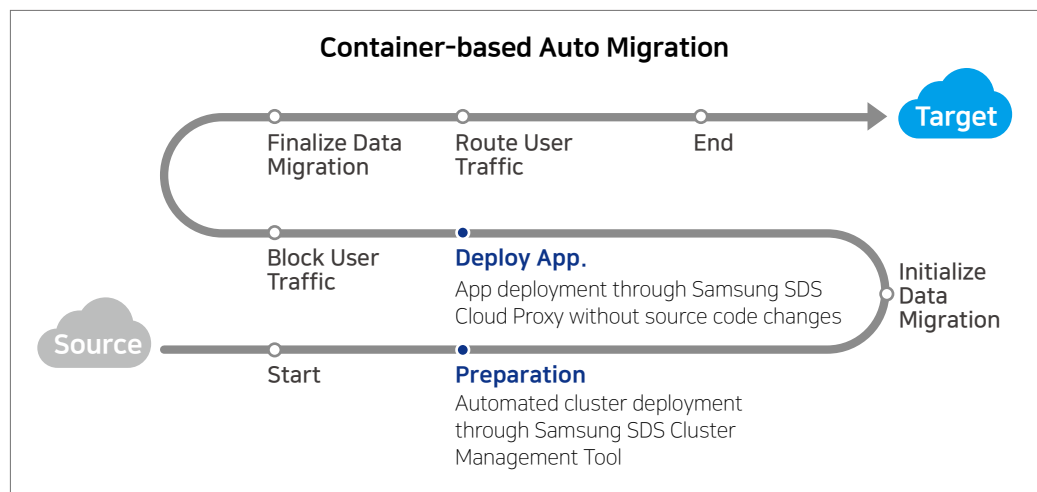 Container-based Auto Migration
Target
Finalize Data
Migration
Route User
Traffic
End
Block User
Traffic
Deploy App.
App deployment through Samsung SDS
Cloud Proxy without source code changes
Initialize
Data
Migration
Source
Start
Preparation
Automated cluster deployment
through Samsung SDS Cluster
Management Tool